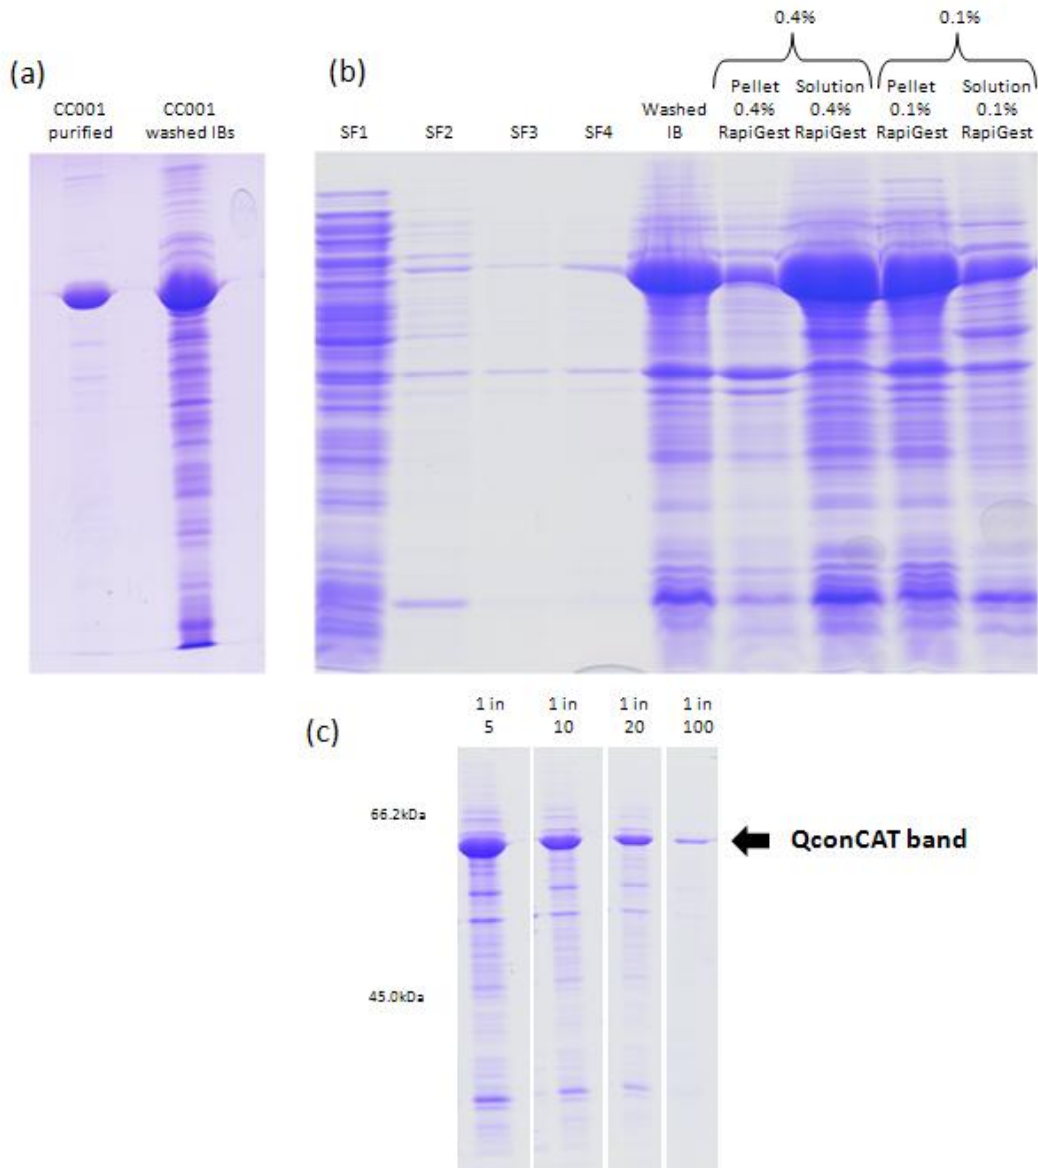 (a)
CC001
purified
CC001
washed IBs
(b)
0.4%
0.1%
SF1
SF2
SF3
SF4
Washed
IB
Pellet
0.4%
RapiGest
Solution
0.4%
RapiGest
Pellet
0.1%
RapiGest
Solution
0.1%
RapiGest
(c)
1 in
5
1 in
10
1 in
20
1 in
100
66.2kDa
QconCAT band
45.0kDa